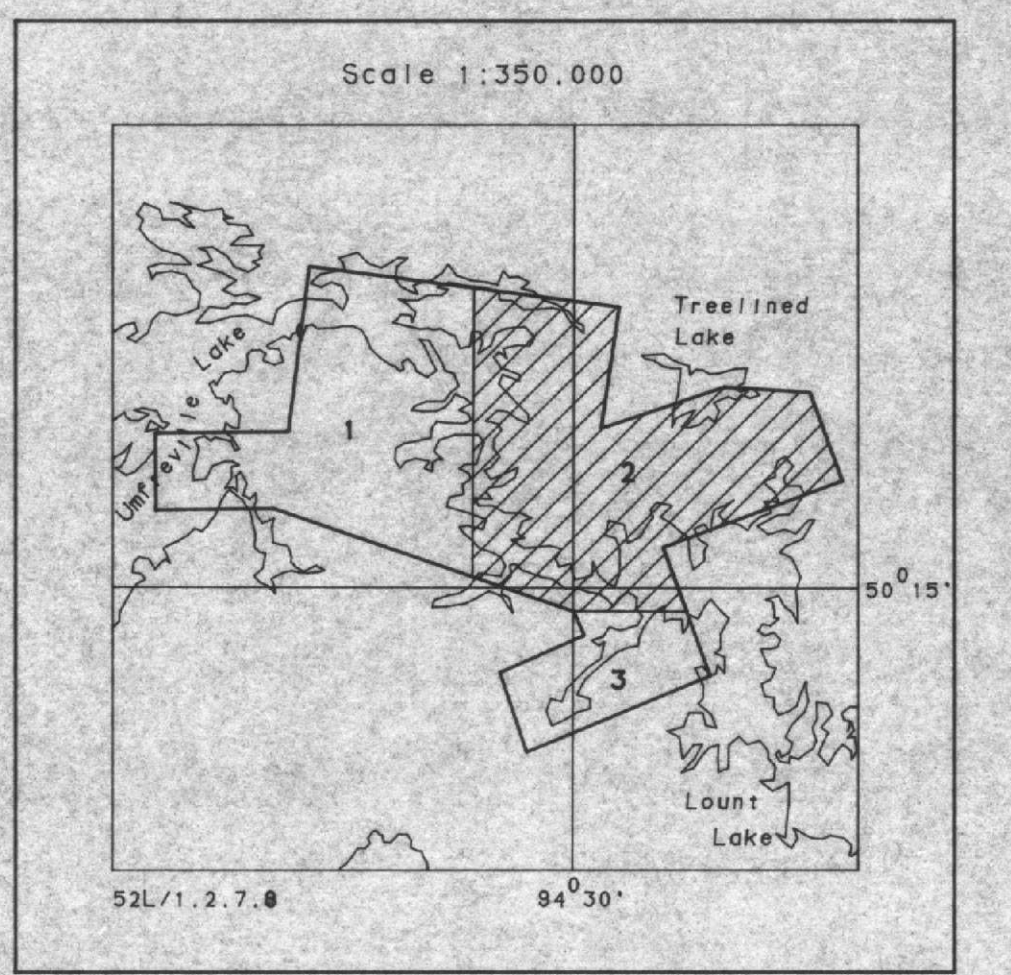 Scale 1:350.000
Treelined
Lake
Lake
Umfreville
1
2
50° 15'
3
Lount
Lake
52L/1.2.7.8
94° 30'